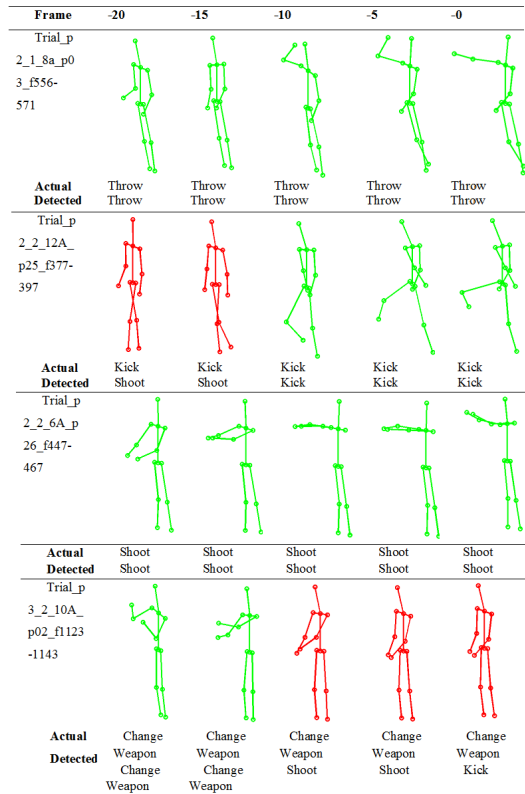 Frame -20 -15 -10 -5 -0
Trial_p
2_1_8a_p0
3_f556-
571
Actual Throw Throw Throw Throw Throw
Detected Throw Throw Throw Throw Throw
Trial_p
2_2_12A_
p25_f377-
397
Actual Kick Kick Kick Kick Kick
Detected Shoot Shoot Kick Kick Kick
Trial_p
2_2_6A_p
26_f447-
467
Actual Shoot Shoot Shoot Shoot Shoot
Detected Shoot Shoot Shoot Shoot Shoot
Trial_p
3_2_10A_
p02_f1123
-1143
Actual Change Change Change Change Change
Detected Weapon Weapon Weapon Weapon Weapon
Change Change Shoot Shoot Kick
Weapon Weapon